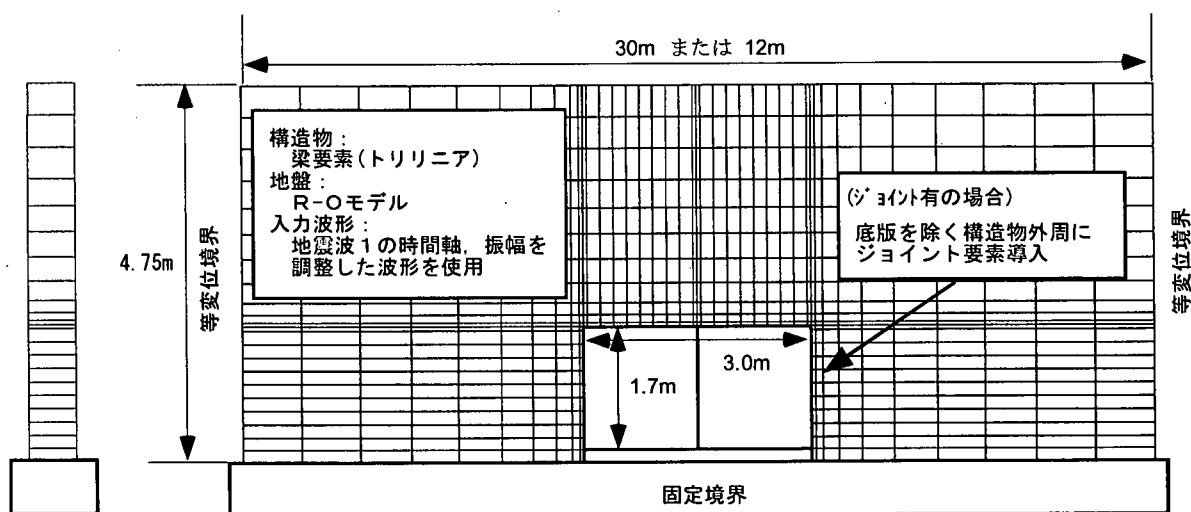 30m または 12m
構造物：
梁要素(トリリニア)
地盤：
R-Oモデル
入力波形：
地震波１の時間軸，振幅を
調整した波形を使用
(ジョイント有の場合)
底版を除く構造物外周に
ジョイント要素導入
4.75m
等変位境界
等変位境界
1.7m
3.0m
固定境界